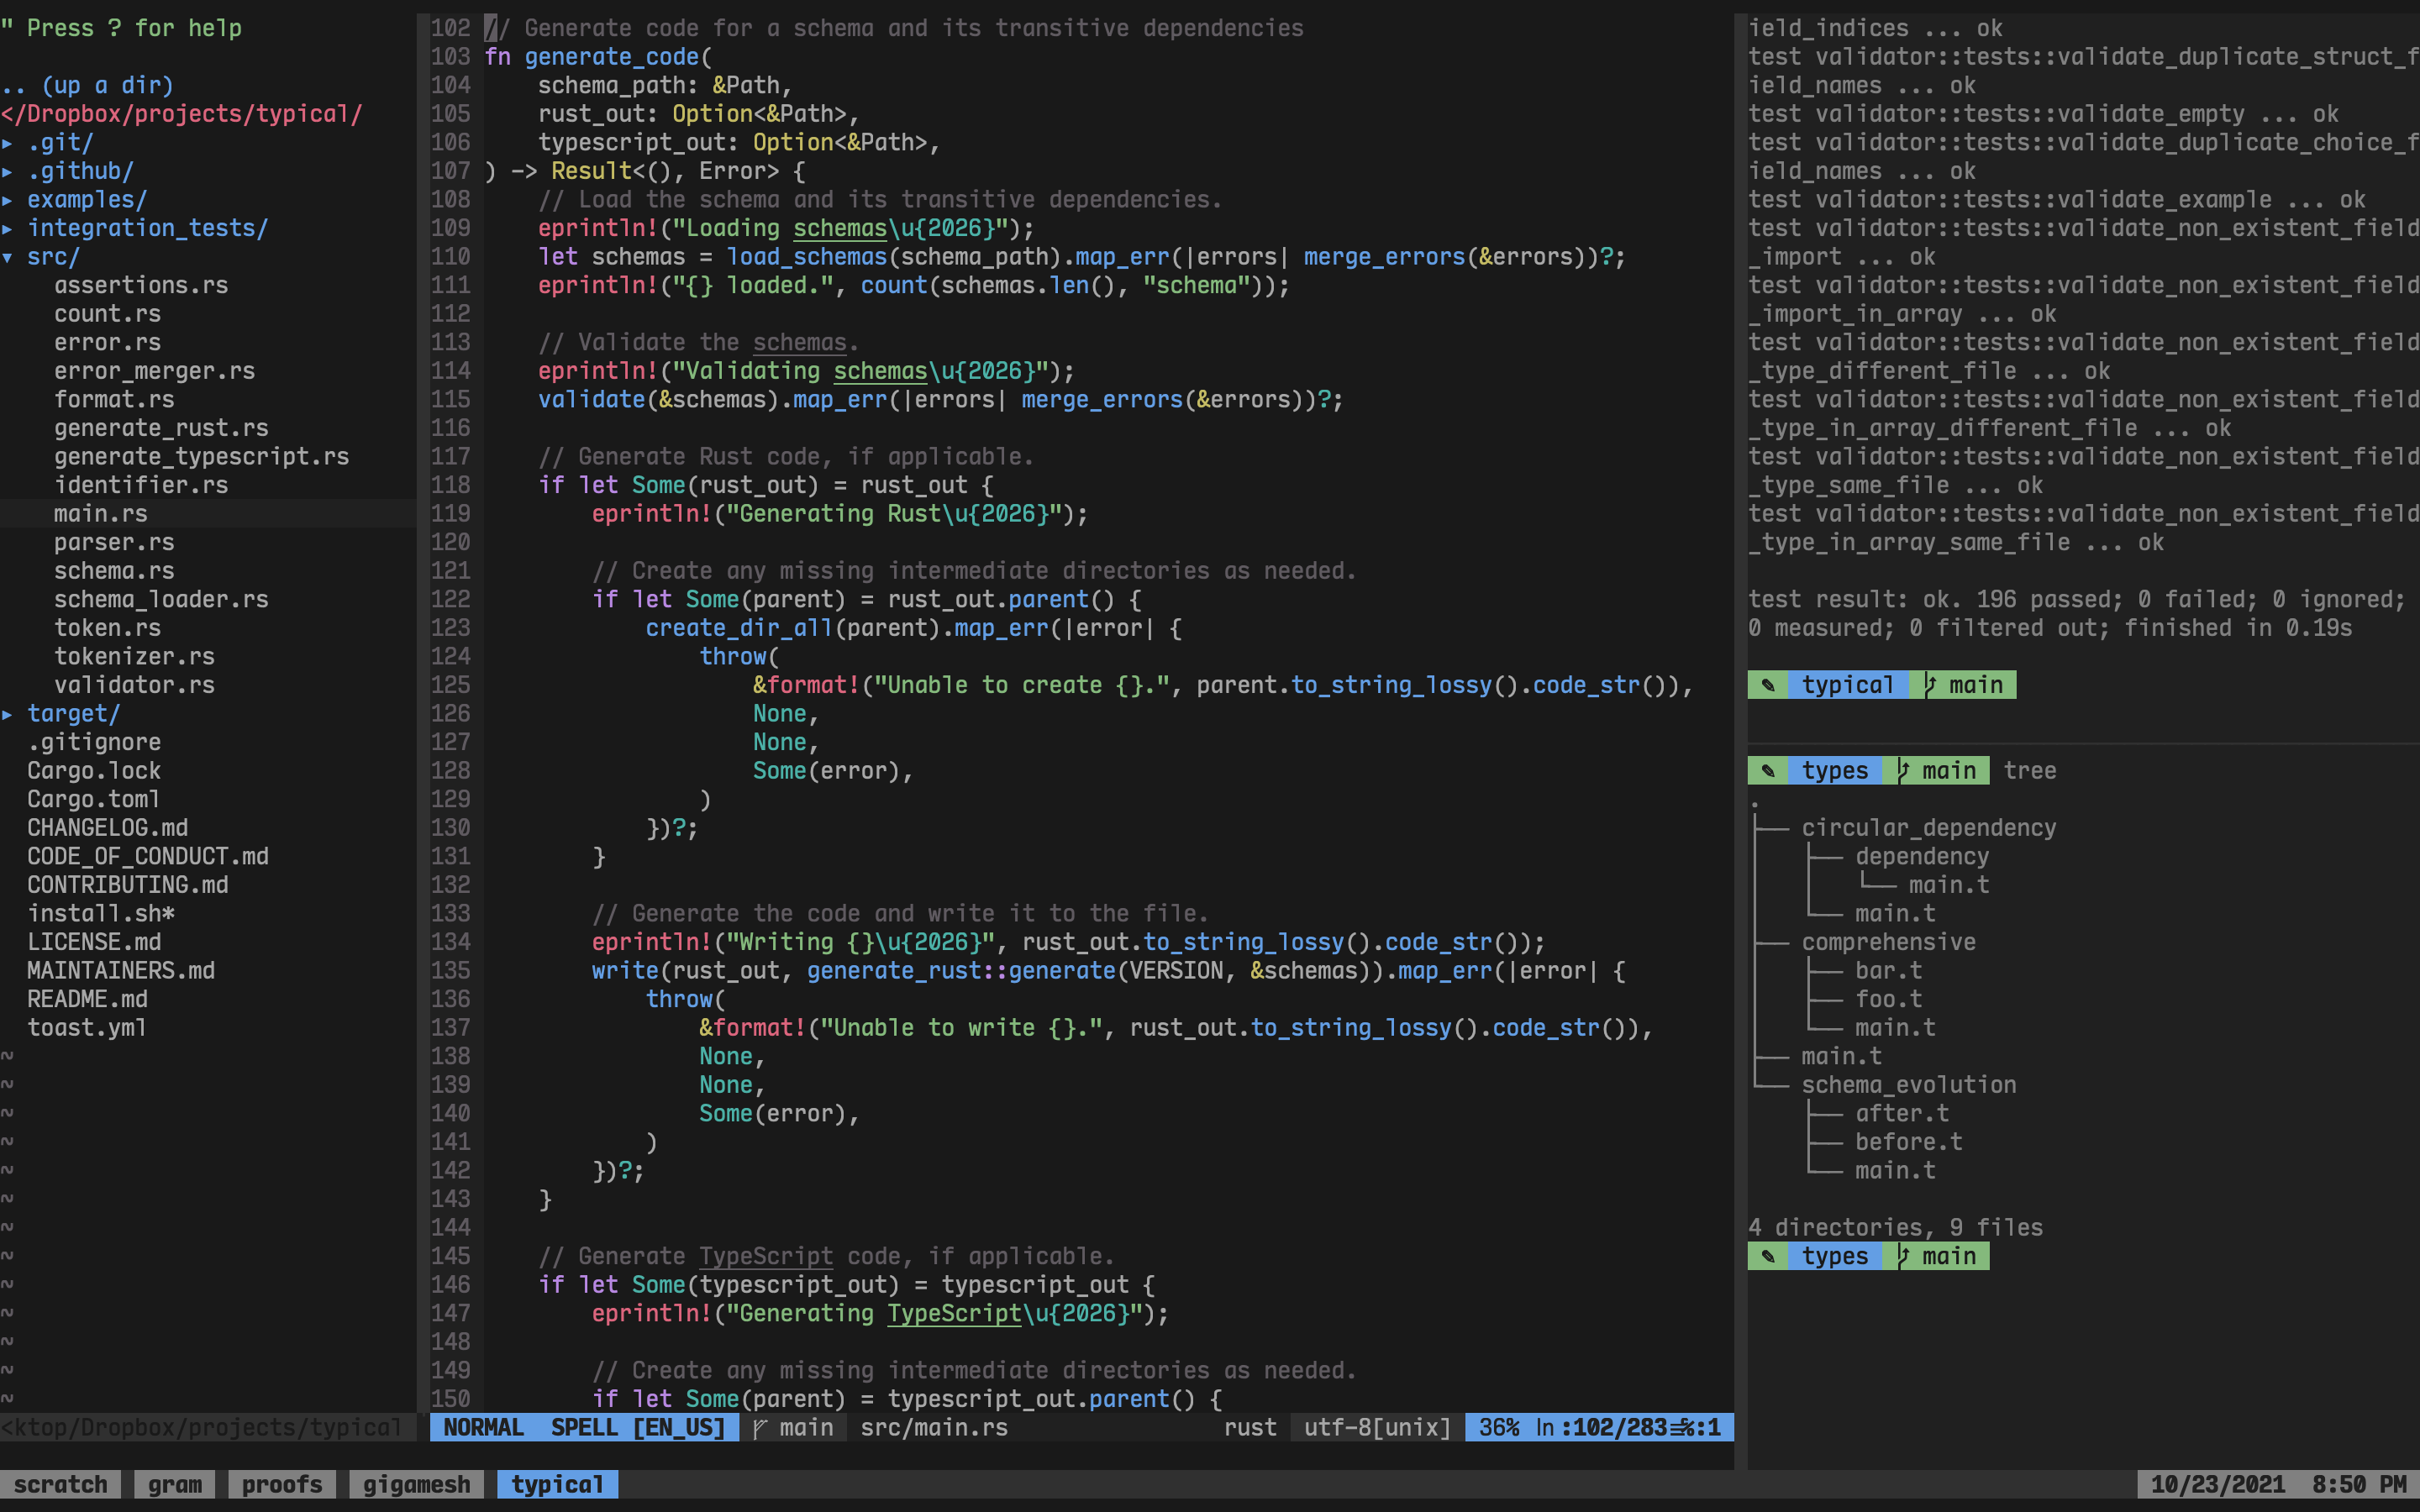 " Press ? for help
.. (up a dir)
</Dropbox/projects/typical/
▸ .git/
▸ .github/
▸ examples/
▸ integration_tests/
▾ src/
assertions.rs
count.rs
error.rs
error_merger.rs
format.rs
generate_rust.rs
generate_typescript.rs
identifier.rs
main.rs
parser.rs
schema.rs
schema_loader.rs
token.rs
tokenizer.rs
validator.rs
▸ target/
.gitignore
Cargo.lock
Cargo.toml
CHANGELOG.md
CODE_OF_CONDUCT.md
CONTRIBUTING.md
install.sh*
LICENSE.md
MAINTAINERS.md
README.md
toast.yml
~
~
~
~
~
~
~
~
~
~
~
~
~
<ktop/Dropbox/projects/typical
102 // Generate code for a schema and its transitive dependencies
103 fn generate_code(
104     schema_path: &Path,
105     rust_out: Option<&Path>,
106     typescript_out: Option<&Path>,
107 ) -> Result<(), Error> {
108     // Load the schema and its transitive dependencies.
109     eprintln!("Loading schemas\u{2026}");
110     let schemas = load_schemas(schema_path).map_err(|errors| merge_errors(&errors))?;
111     eprintln!("{} loaded.", count(schemas.len(), "schema"));
112
113     // Validate the schemas.
114     eprintln!("Validating schemas\u{2026}");
115     validate(&schemas).map_err(|errors| merge_errors(&errors))?;
116
117     // Generate Rust code, if applicable.
118     if let Some(rust_out) = rust_out {
119         eprintln!("Generating Rust\u{2026}");
120
121         // Create any missing intermediate directories as needed.
122         if let Some(parent) = rust_out.parent() {
123             create_dir_all(parent).map_err(|error| {
124                 throw(
125                     &format!("Unable to create {}.", parent.to_string_lossy().code_str()),
126                     None,
127                     None,
128                     Some(error),
129                 )
130             })?;
131         }
132
133         // Generate the code and write it to the file.
134         eprintln!("Writing {}\u{2026}", rust_out.to_string_lossy().code_str());
135         write(rust_out, generate_rust::generate(VERSION, &schemas)).map_err(|error| {
136             throw(
137                 &format!("Unable to write {}.", rust_out.to_string_lossy().code_str()),
138                 None,
139                 None,
140                 Some(error),
141             )
142         })?;
143     }
144
145     // Generate TypeScript code, if applicable.
146     if let Some(typescript_out) = typescript_out {
147         eprintln!("Generating TypeScript\u{2026}");
148
149         // Create any missing intermediate directories as needed.
150         if let Some(parent) = typescript_out.parent() {
NORMAL SPELL [EN_US] main src/main.rs rust utf-8[unix] 36% ln :102/283≡%:1
ield_indices ... ok
test validator::tests::validate_duplicate_struct_f
ield_names ... ok
test validator::tests::validate_empty ... ok
test validator::tests::validate_duplicate_choice_f
ield_names ... ok
test validator::tests::validate_example ... ok
test validator::tests::validate_non_existent_field
_import ... ok
test validator::tests::validate_non_existent_field
_import_in_array ... ok
test validator::tests::validate_non_existent_field
_type_different_file ... ok
test validator::tests::validate_non_existent_field
_type_in_array_different_file ... ok
test validator::tests::validate_non_existent_field
_type_same_file ... ok
test validator::tests::validate_non_existent_field
_type_in_array_same_file ... ok
test result: ok. 196 passed; 0 failed; 0 ignored;
0 measured; 0 filtered out; finished in 0.19s
✎ typical main
✎ types main tree
.
├── circular_dependency
│   ├── dependency
│   │   └── main.t
│   └── main.t
├── comprehensive
│   ├── bar.t
│   ├── foo.t
│   └── main.t
├── main.t
└── schema_evolution
    ├── after.t
    ├── before.t
    └── main.t
4 directories, 9 files
✎ types main
scratch gram proofs gigamesh typical 10/23/2021 8:50 PM